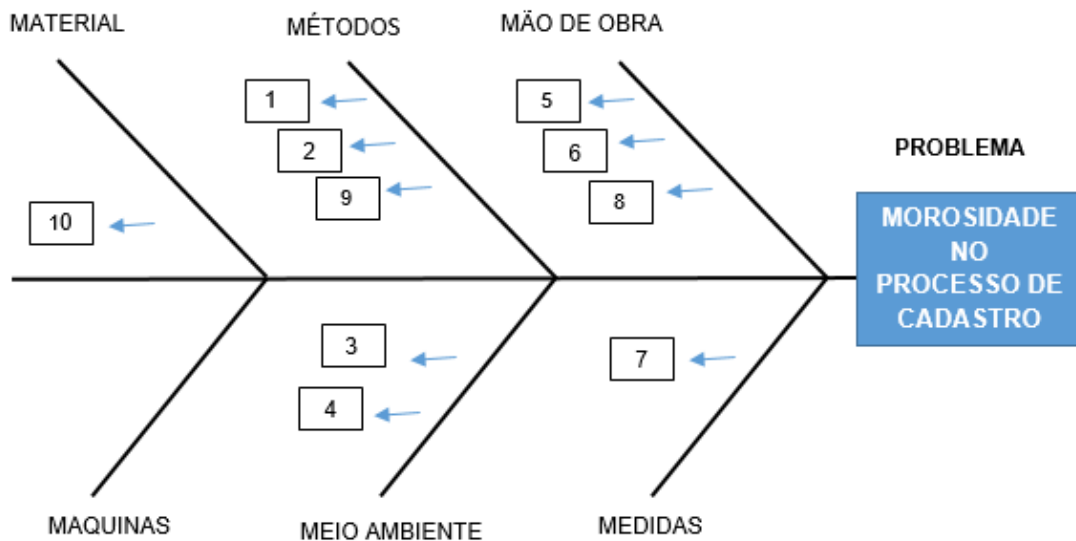 MATERIAL
MÉTODOS
MÃO DE OBRA
1
2
9
5
6
8
10
PROBLEMA
MOROSIDADE
NO
PROCESSO DE
CADASTRO
3
4
7
MAQUINAS
MEIO AMBIENTE
MEDIDAS